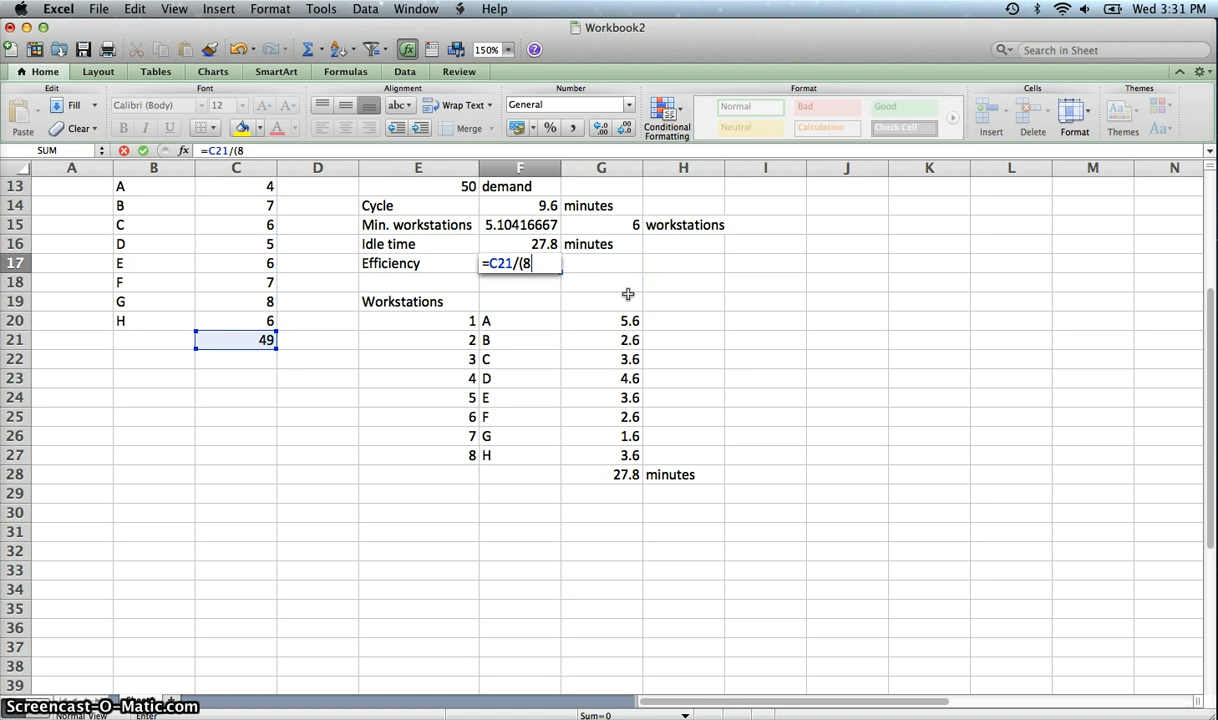 Excel File Edit View Insert Format Tools Data Window Help Wed 3:31 PM
Workbook2
150% Search in Sheet
Home Layout Tables Charts SmartArt Formulas Data Review
Edit Font Alignment Number Format Cells Themes
Fill Calibri (Body) 12 A A abc Wrap Text General Normal Bad Good
Paste Clear B I U A Merge % Conditional Formatting Neutral Calculation Check Cell Insert Delete Format Themes Aa
SUM fx =C21/(8
A B C D E F G H I J K L M N
13 A 4 50 demand
14 B 7 Cycle 9.6 minutes
15 C 6 Min. workstations 5.10416667 6 workstations
16 D 5 Idle time 27.8 minutes
17 E 6 Efficiency =C21/(8
18 F 7
19 G 8 Workstations
20 H 6 1 A 5.6
21 49 2 B 2.6
22 3 C 3.6
23 4 D 4.6
24 5 E 3.6
25 6 F 2.6
26 7 G 1.6
27 8 H 3.6
28 27.8 minutes
29
30
31
32
33
34
35
36
37
38
39
Screencast-O-Matic.com
Normal View Enter Sum=0